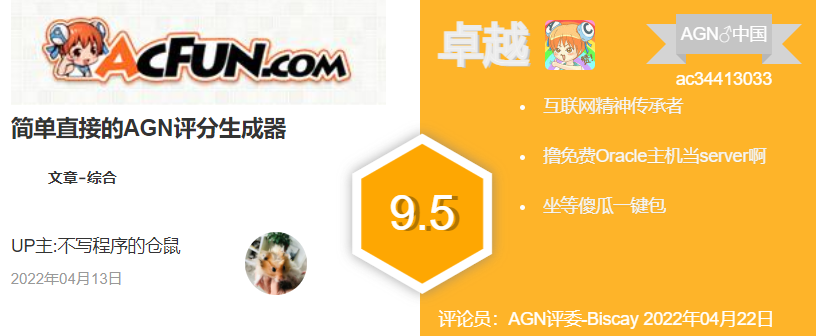 ACFUN.COM
简单直接的AGN评分生成器
文章-综合
UP主:不写程序的仓鼠
2022年04月13日
9.5
卓越
AGN♂中国
ac34413033
互联网精神传承者
撸免费Oracle主机当server啊
坐等傻瓜一键包
评论员：AGN评委-Biscay 2022年04月22日